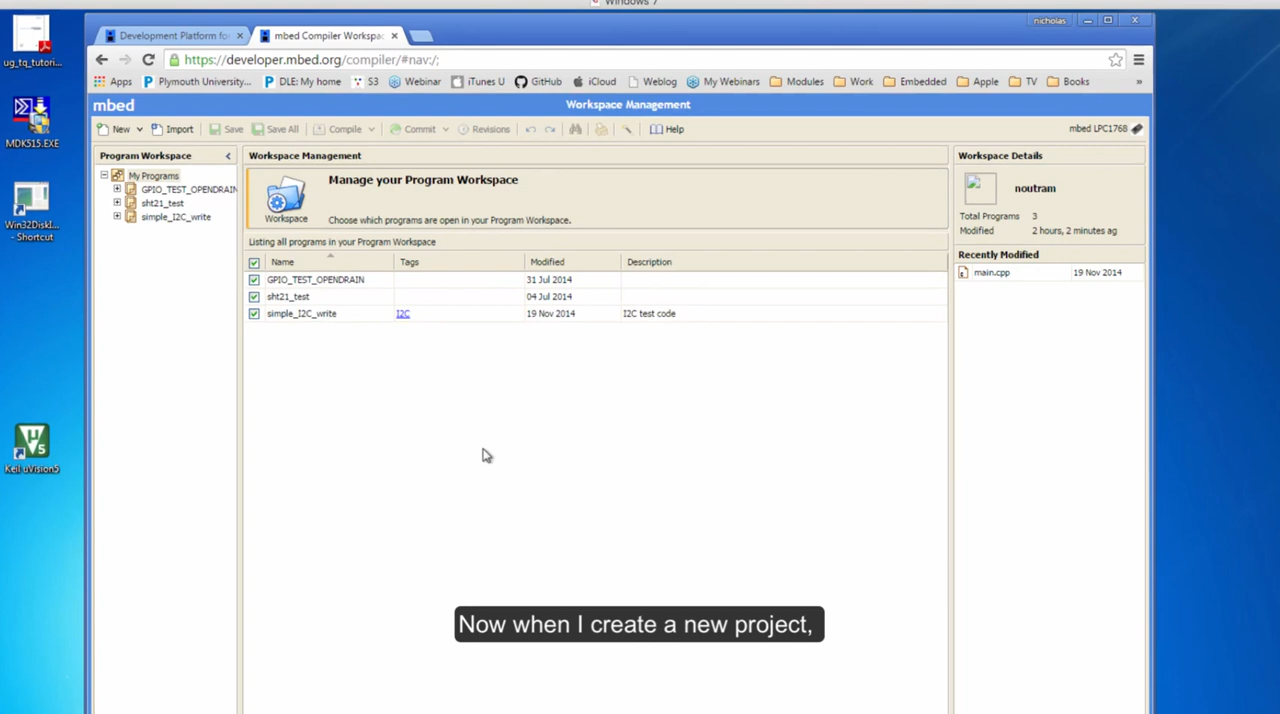 Windows 7
nicholas
ug_tq_tutori...
MDK515.EXE
Win32DiskI...
- Shortcut
Keil uVision5
Development Platform for
mbed Compiler Workspac
https://developer.mbed.org/compiler/#nav:/;
Apps Plymouth University... DLE: My home S3 Webinar iTunes U GitHub iCloud Weblog My Webinars Modules Work Embedded Apple TV Books »
mbed Workspace Management
New Import Save Save All Compile Commit Revisions Help mbed LPC1768
Program Workspace
My Programs
GPIO_TEST_OPENDRAIN
sht21_test
simple_I2C_write
Workspace Management
Workspace
Manage your Program Workspace
Choose which programs are open in your Program Workspace.
Listing all programs in your Program Workspace
Name Tags Modified Description
GPIO_TEST_OPENDRAIN 31 Jul 2014
sht21_test 04 Jul 2014
simple_I2C_write I2C 19 Nov 2014 I2C test code
Workspace Details
noutram
Total Programs 3
Modified 2 hours, 2 minutes ag
Recently Modified
main.cpp 19 Nov 2014
Now when I create a new project,